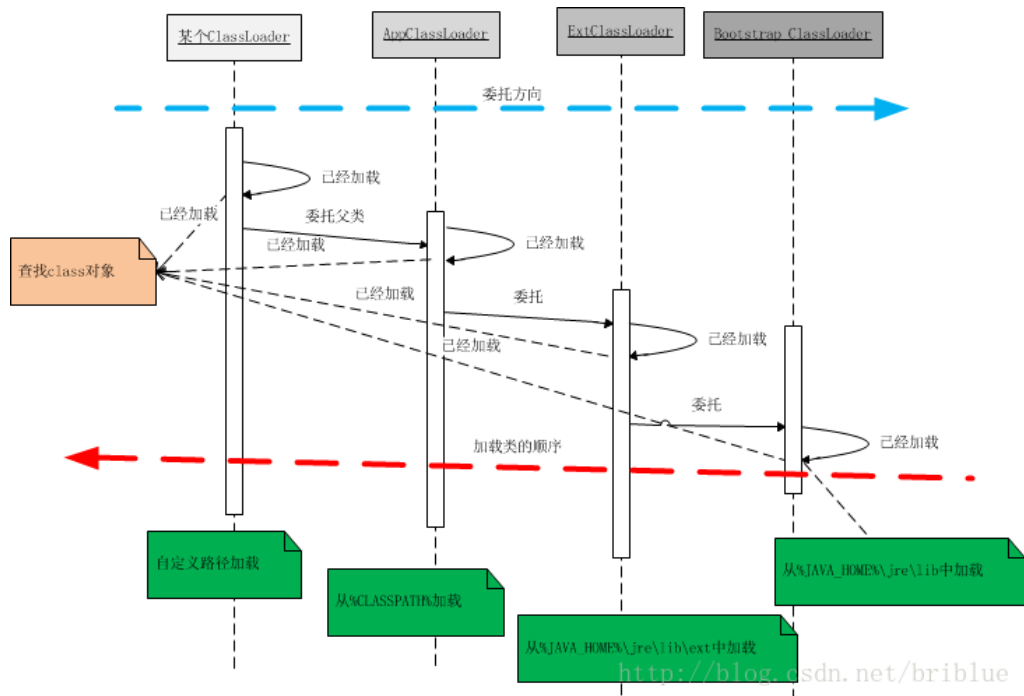 某个ClassLoader
AppClassLoader
ExtClassLoader
Bootstrap ClassLoader
委托方向
已经加载
已经加载
委托父类
已经加载
已经加载
查找class对象
已经加载
委托
已经加载
已经加载
委托
已经加载
加载类的顺序
自定义路径加载
从%CLASSPATH%加载
从%JAVA_HOME%\jre\lib中加载
从%JAVA_HOME%\jre\lib\ext中加载
http://blog.csdn.net/briblue